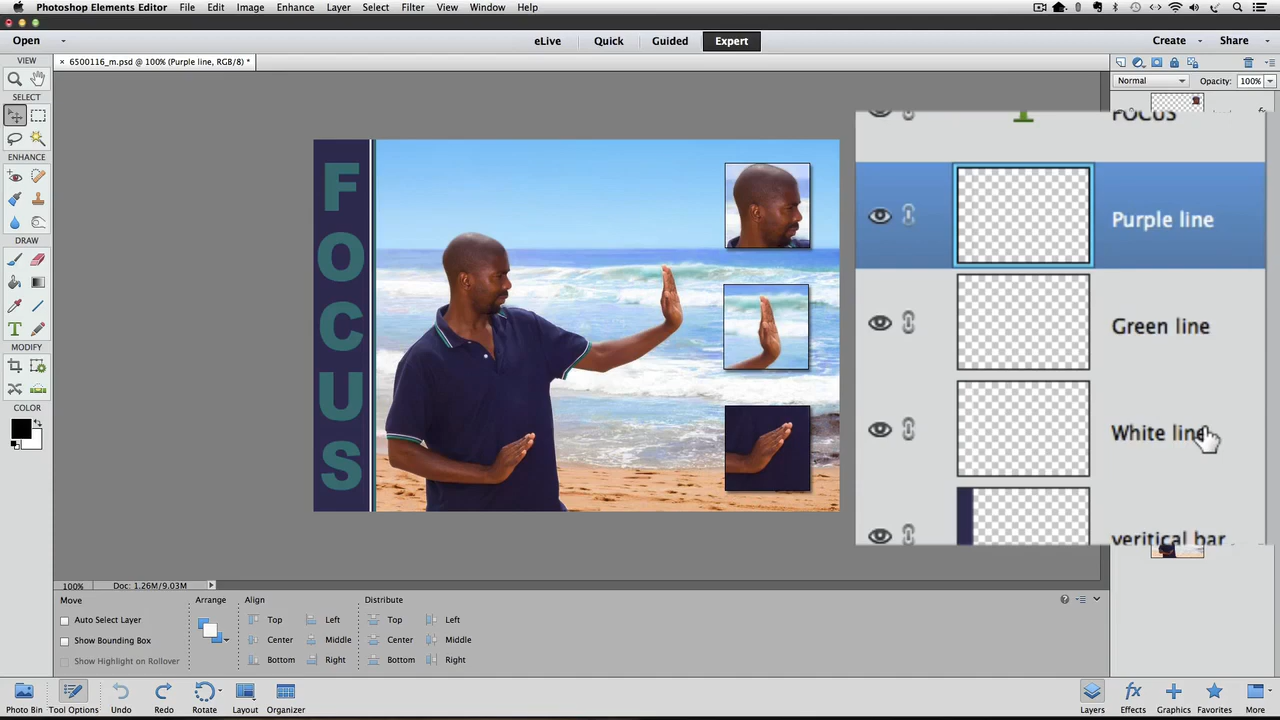 Photoshop Elements Editor File Edit Image Enhance Layer Select Filter View Window Help
Open eLive Quick Guided Expert Create Share
VIEW × 6500116_m.psd @ 100% (Purple line, RGB/8) *
Normal Opacity: 100%
SELECT
FOCUS
ENHANCE
FOCUS
Purple line
DRAW
Green line
T
MODIFY
White line
COLOR
veritical bar
100% Doc: 1.26M/9.03M
Move Arrange Align Distribute
Auto Select Layer Top Left Top Left
Show Bounding Box Center Middle Center Middle
Show Highlight on Rollover Bottom Right Bottom Right
Photo Bin Tool Options Undo Redo Rotate Layout Organizer Layers Effects Graphics Favorites More